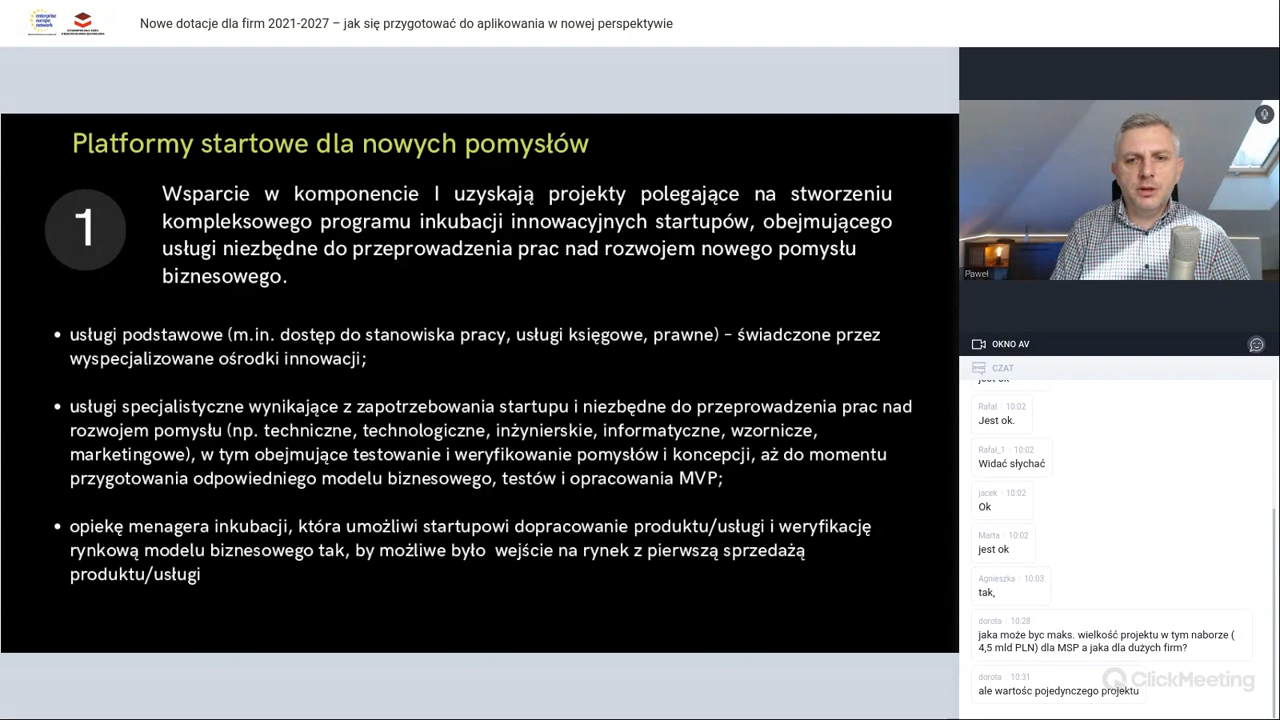 enterprise
europe
network
Nowe dotacje dla firm 2021-2027 – jak się przygotować do aplikowania w nowej perspektywie
Platformy startowe dla nowych pomysłów
1
Wsparcie w komponencie I uzyskają projekty polegające na stworzeniu
kompleksowego programu inkubacji innowacyjnych startupów, obejmującego
usługi niezbędne do przeprowadzenia prac nad rozwojem nowego pomysłu
biznesowego.
• usługi podstawowe (m.in. dostęp do stanowiska pracy, usługi księgowe, prawne) – świadczone przez
wyspecjalizowane ośrodki innowacji;
• usługi specjalistyczne wynikające z zapotrzebowania startupu i niezbędne do przeprowadzenia prac nad
rozwojem pomysłu (np. techniczne, technologiczne, inżynierskie, informatyczne, wzornicze,
marketingowe), w tym obejmujące testowanie i weryfikowanie pomysłów i koncepcji, aż do momentu
przygotowania odpowiedniego modelu biznesowego, testów i opracowania MVP;
• opiekę menagera inkubacji, która umożliwi startupowi dopracowanie produktu/usługi i weryfikację
rynkową modelu biznesowego tak, by możliwe było wejście na rynek z pierwszą sprzedażą
produktu/usługi
Paweł
OKNO AV
CZAT
jest ok
Rafał 10:02
Jest ok.
Rafał_1 10:02
Widać słychać
jacek 10:02
Ok
Marta 10:02
jest ok
Agnieszka 10:03
tak,
dorota 10:28
jaka może byc maks. wielkość projektu w tym naborze (
4,5 mld PLN) dla MSP a jaka dla dużych firm?
dorota 10:31
ale wartośc pojedynczego projektu
ClickMeeting